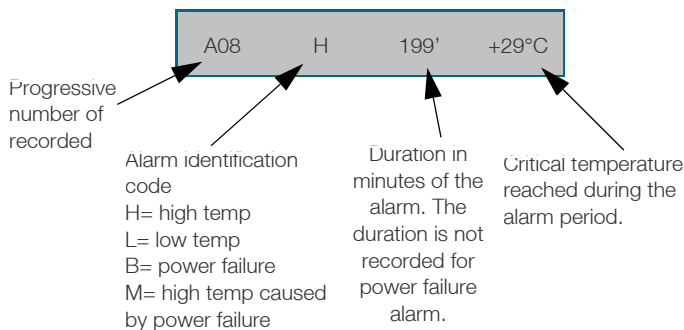 A08 H 199’ +29°C
Progressive
number of
recorded
Alarm identification
code
H= high temp
L= low temp
B= power failure
M= high temp caused
by power failure
Duration in
minutes of the
alarm. The
duration is not
recorded for
power failure
alarm.
Critical temperature
reached during the
alarm period.